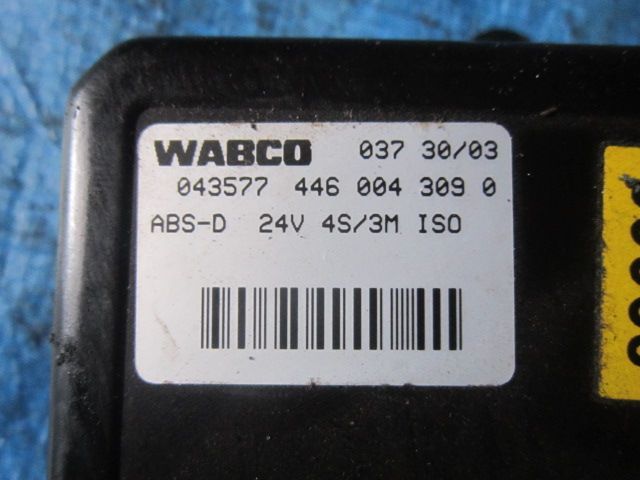 WABCO 037 30/03
043577 446 004 309 0
ABS-D 24V 4S/3M ISO